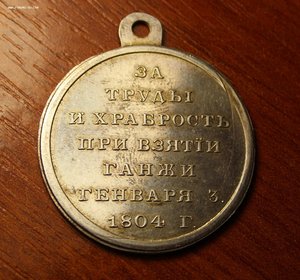 ЗА
ТРУДЫ
И ХРАБРОСТЬ
ПРИ ВЗЯТІИ
ГАНЖИ
ГЕНВАРЯ 3.
1804 Г.